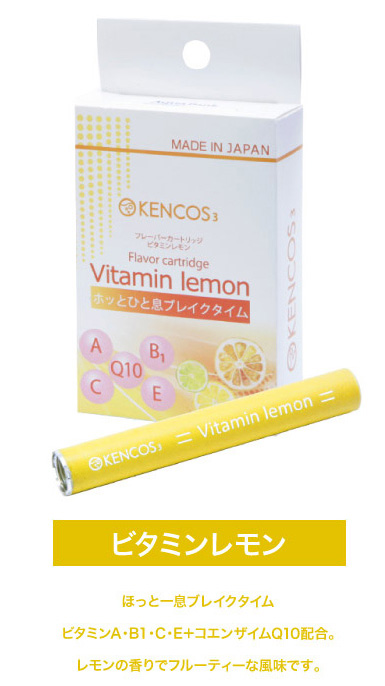 MADE IN JAPAN
KENCOS3
フレーバーカートリッジ
ビタミンレモン
Flavor cartridge
Vitamin lemon
ホッとひと息ブレイクタイム
A
B1
Q10
C
E
KENCOS3
KENCOS3 = Vitamin lemon =
ビタミンレモン
ほっと一息ブレイクタイム
ビタミンA・B1・C・E+コエンザイムQ10配合。
レモンの香りでフルーティーな風味です。